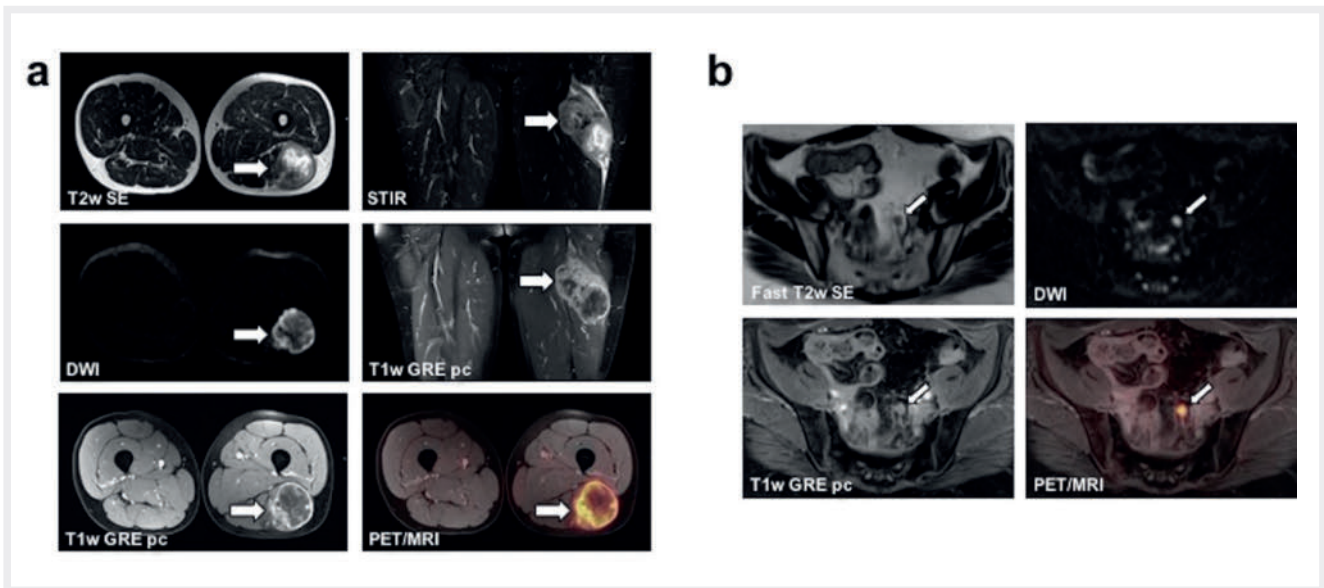 a
T2w SE
STIR
DWI
T1w GRE pc
T1w GRE pc
PET/MRI
b
Fast T2w SE
DWI
T1w GRE pc
PET/MRI